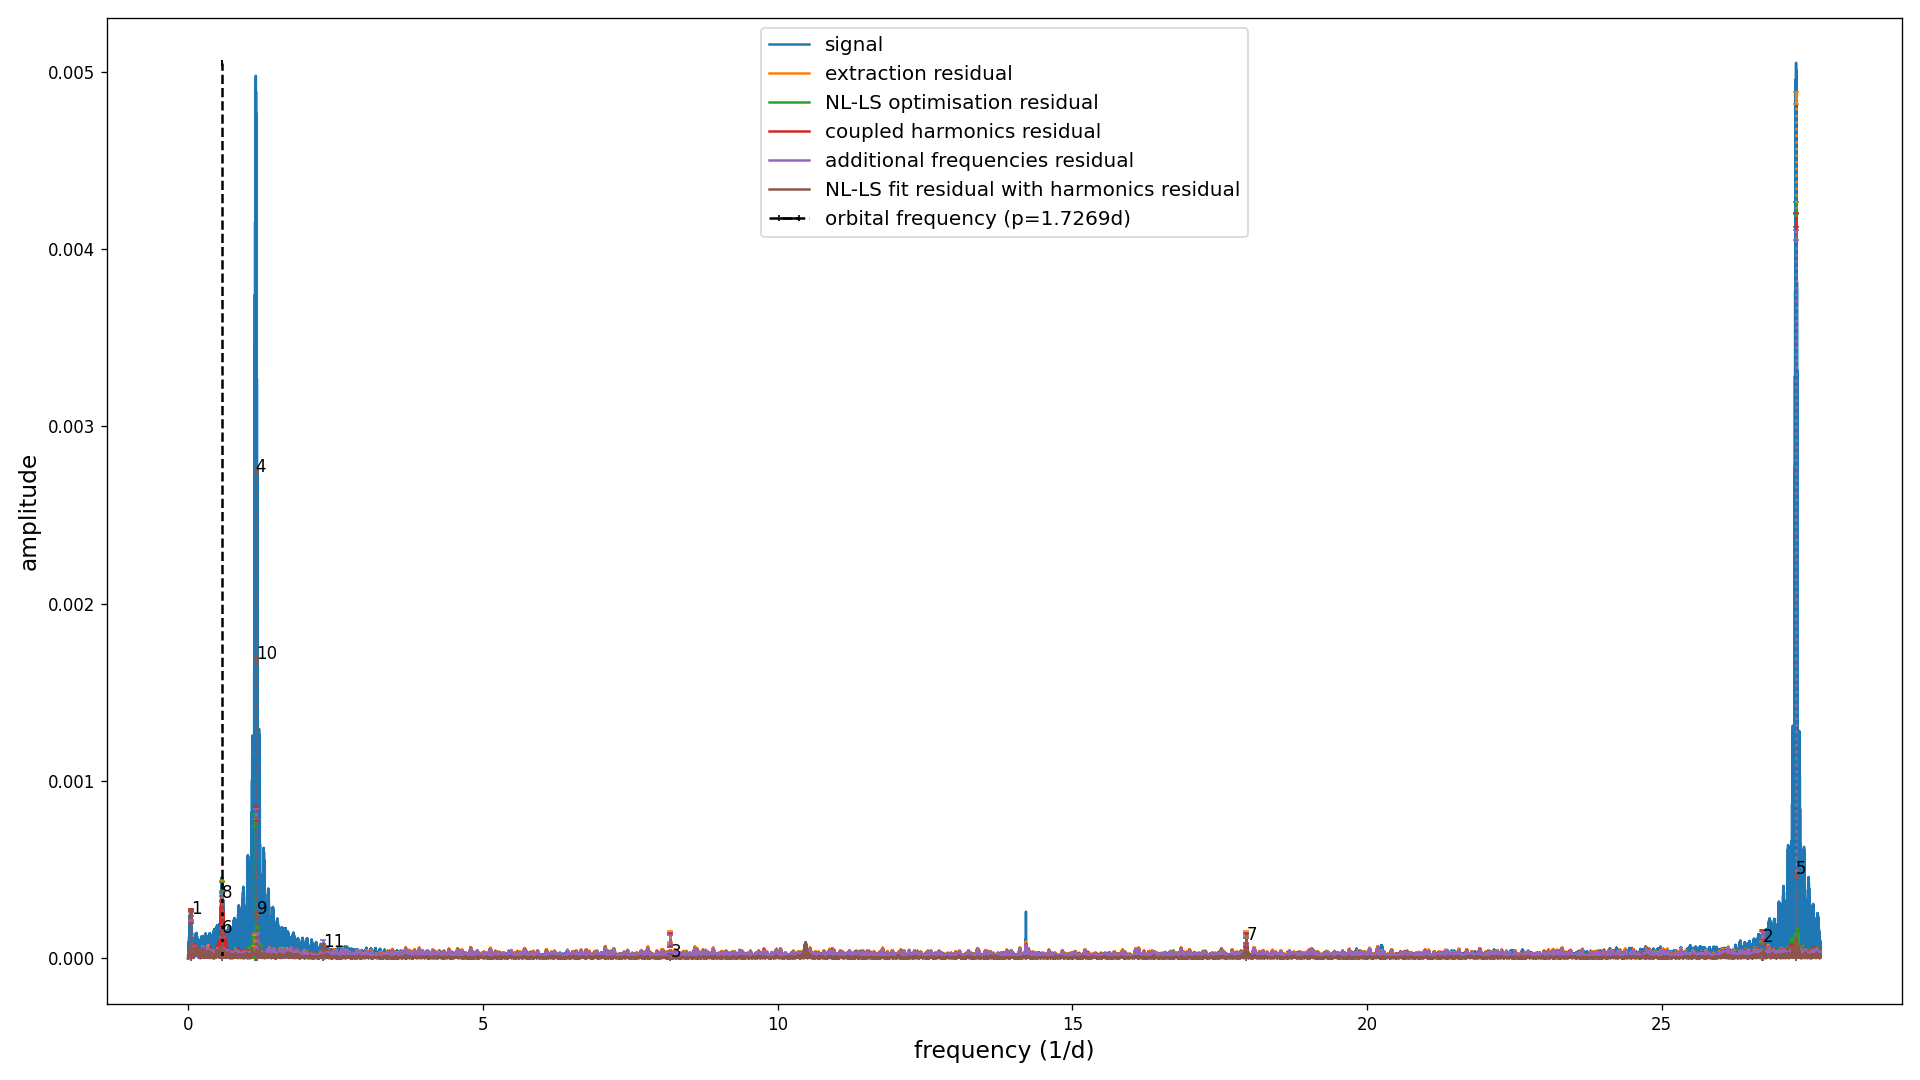 signal
extraction residual
NL-LS optimisation residual
coupled harmonics residual
additional frequencies residual
NL-LS fit residual with harmonics residual
orbital frequency (p=1.7269d)
amplitude
0.005
0.004
0.003
0.002
0.001
0.000
4
10
8
1
9
6
11
3
7
5
2
0
5
10
15
20
25
frequency (1/d)